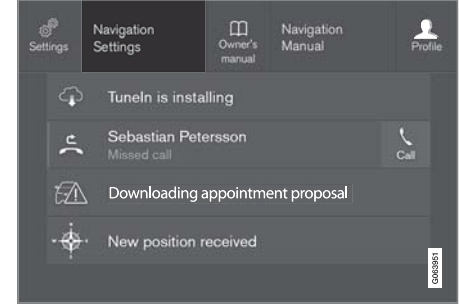 Settings
Navigation
Settings
Owner's
manual
Navigation
Manual
Profile
TuneIn is installing
Sebastian Petersson
Missed call
Call
Downloading appointment proposal
New position received
G063951